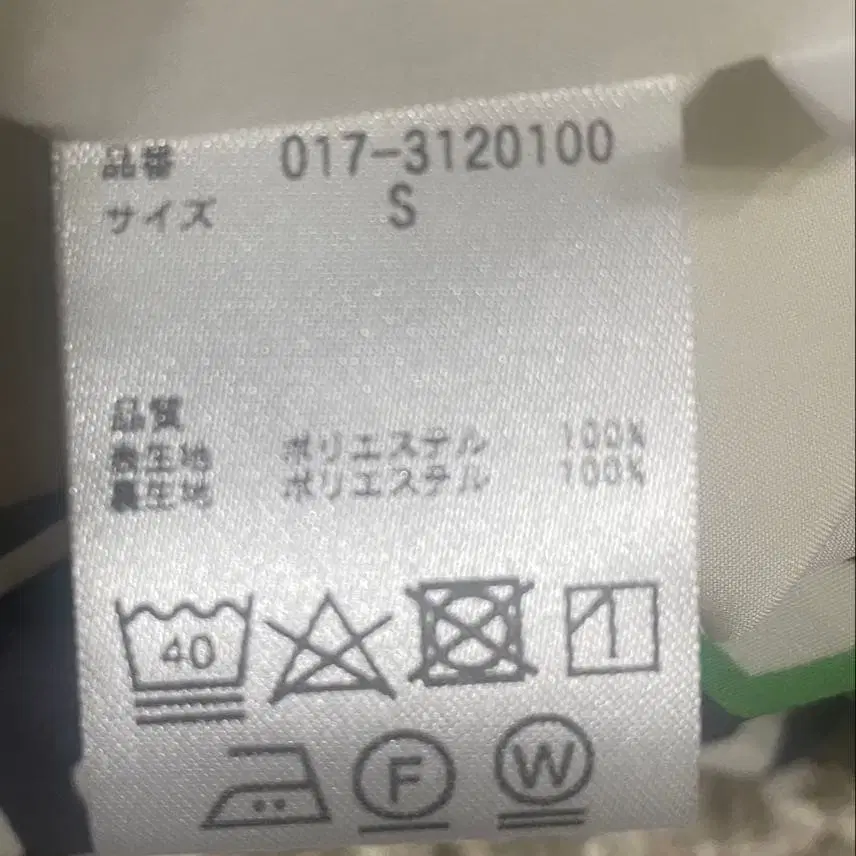 品番 017-3120100
サイズ S
品質
表生地 ポリエステル 100%
裏生地 ポリエステル 100%
40
F W